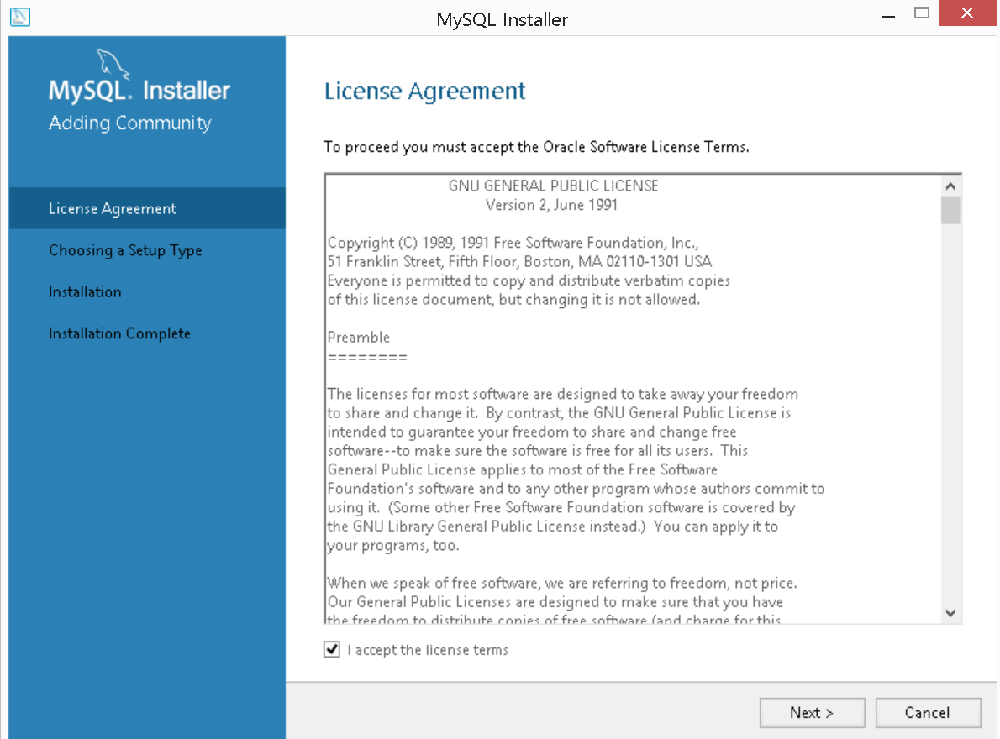 MySQL Installer
MySQL. Installer
Adding Community
License Agreement
Choosing a Setup Type
Installation
Installation Complete
License Agreement
To proceed you must accept the Oracle Software License Terms.
GNU GENERAL PUBLIC LICENSE
Version 2, June 1991
Copyright (C) 1989, 1991 Free Software Foundation, Inc.,
51 Franklin Street, Fifth Floor, Boston, MA 02110-1301 USA
Everyone is permitted to copy and distribute verbatim copies
of this license document, but changing it is not allowed.
Preamble
========
The licenses for most software are designed to take away your freedom
to share and change it.  By contrast, the GNU General Public License is
intended to guarantee your freedom to share and change free
software--to make sure the software is free for all its users.  This
General Public License applies to most of the Free Software
Foundation's software and to any other program whose authors commit to
using it.  (Some other Free Software Foundation software is covered by
the GNU Library General Public License instead.)  You can apply it to
your programs, too.
When we speak of free software, we are referring to freedom, not price.
Our General Public Licenses are designed to make sure that you have
the freedom to distribute copies of free software (and charge for this
I accept the license terms
Next >
Cancel